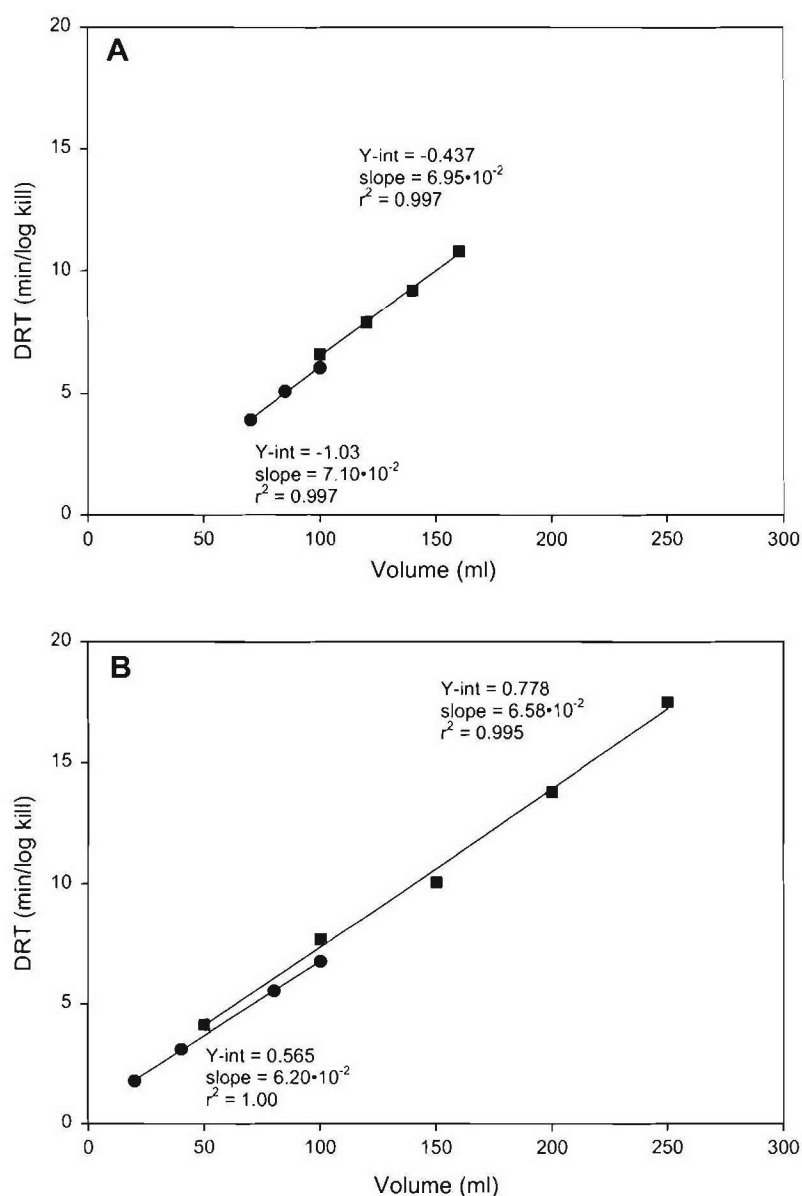 A
20
15
10
5
0
DRT (min/log kill)
Y-int = -0.437
slope = 6.95•10⁻²
r² = 0.997
Y-int = -1.03
slope = 7.10•10⁻²
r² = 0.997
0 50 100 150 200 250 300
Volume (ml)
B
20
15
10
5
0
DRT (min/log kill)
Y-int = 0.778
slope = 6.58•10⁻²
r² = 0.995
Y-int = 0.565
slope = 6.20•10⁻²
r² = 1.00
0 50 100 150 200 250 300
Volume (ml)